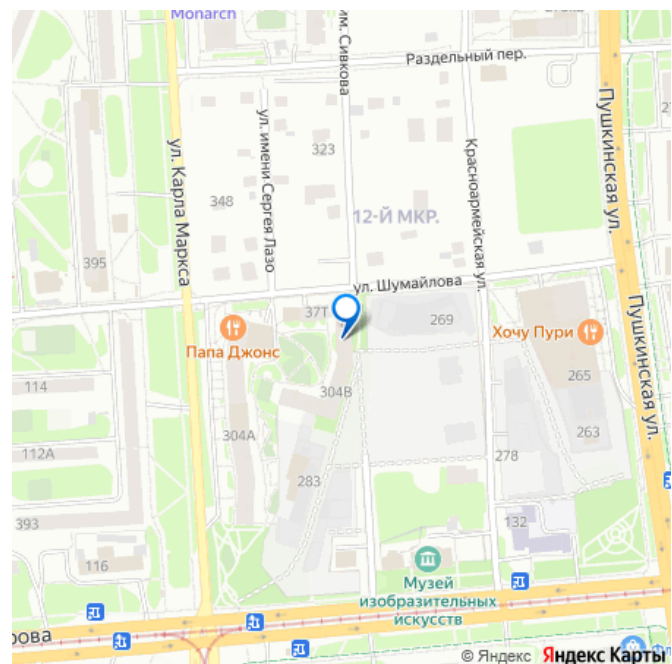 Monarch
Раздельный пер.
им. Сивкова
ул. имени Сергея Лазо
323
Пушкинская ул.
ул. Карла Маркса
Красноармейская ул.
348
12-Й МКР.
395
ул. Шумайлова
37Т
269
Папа Джонс
Хочу Пури
Пушкинская ул.
265
114
304В
304А
263
112А
283
278
393
132
116
Музей
изобразительных
искусств
рова
© Яндекс Яндекс Карты